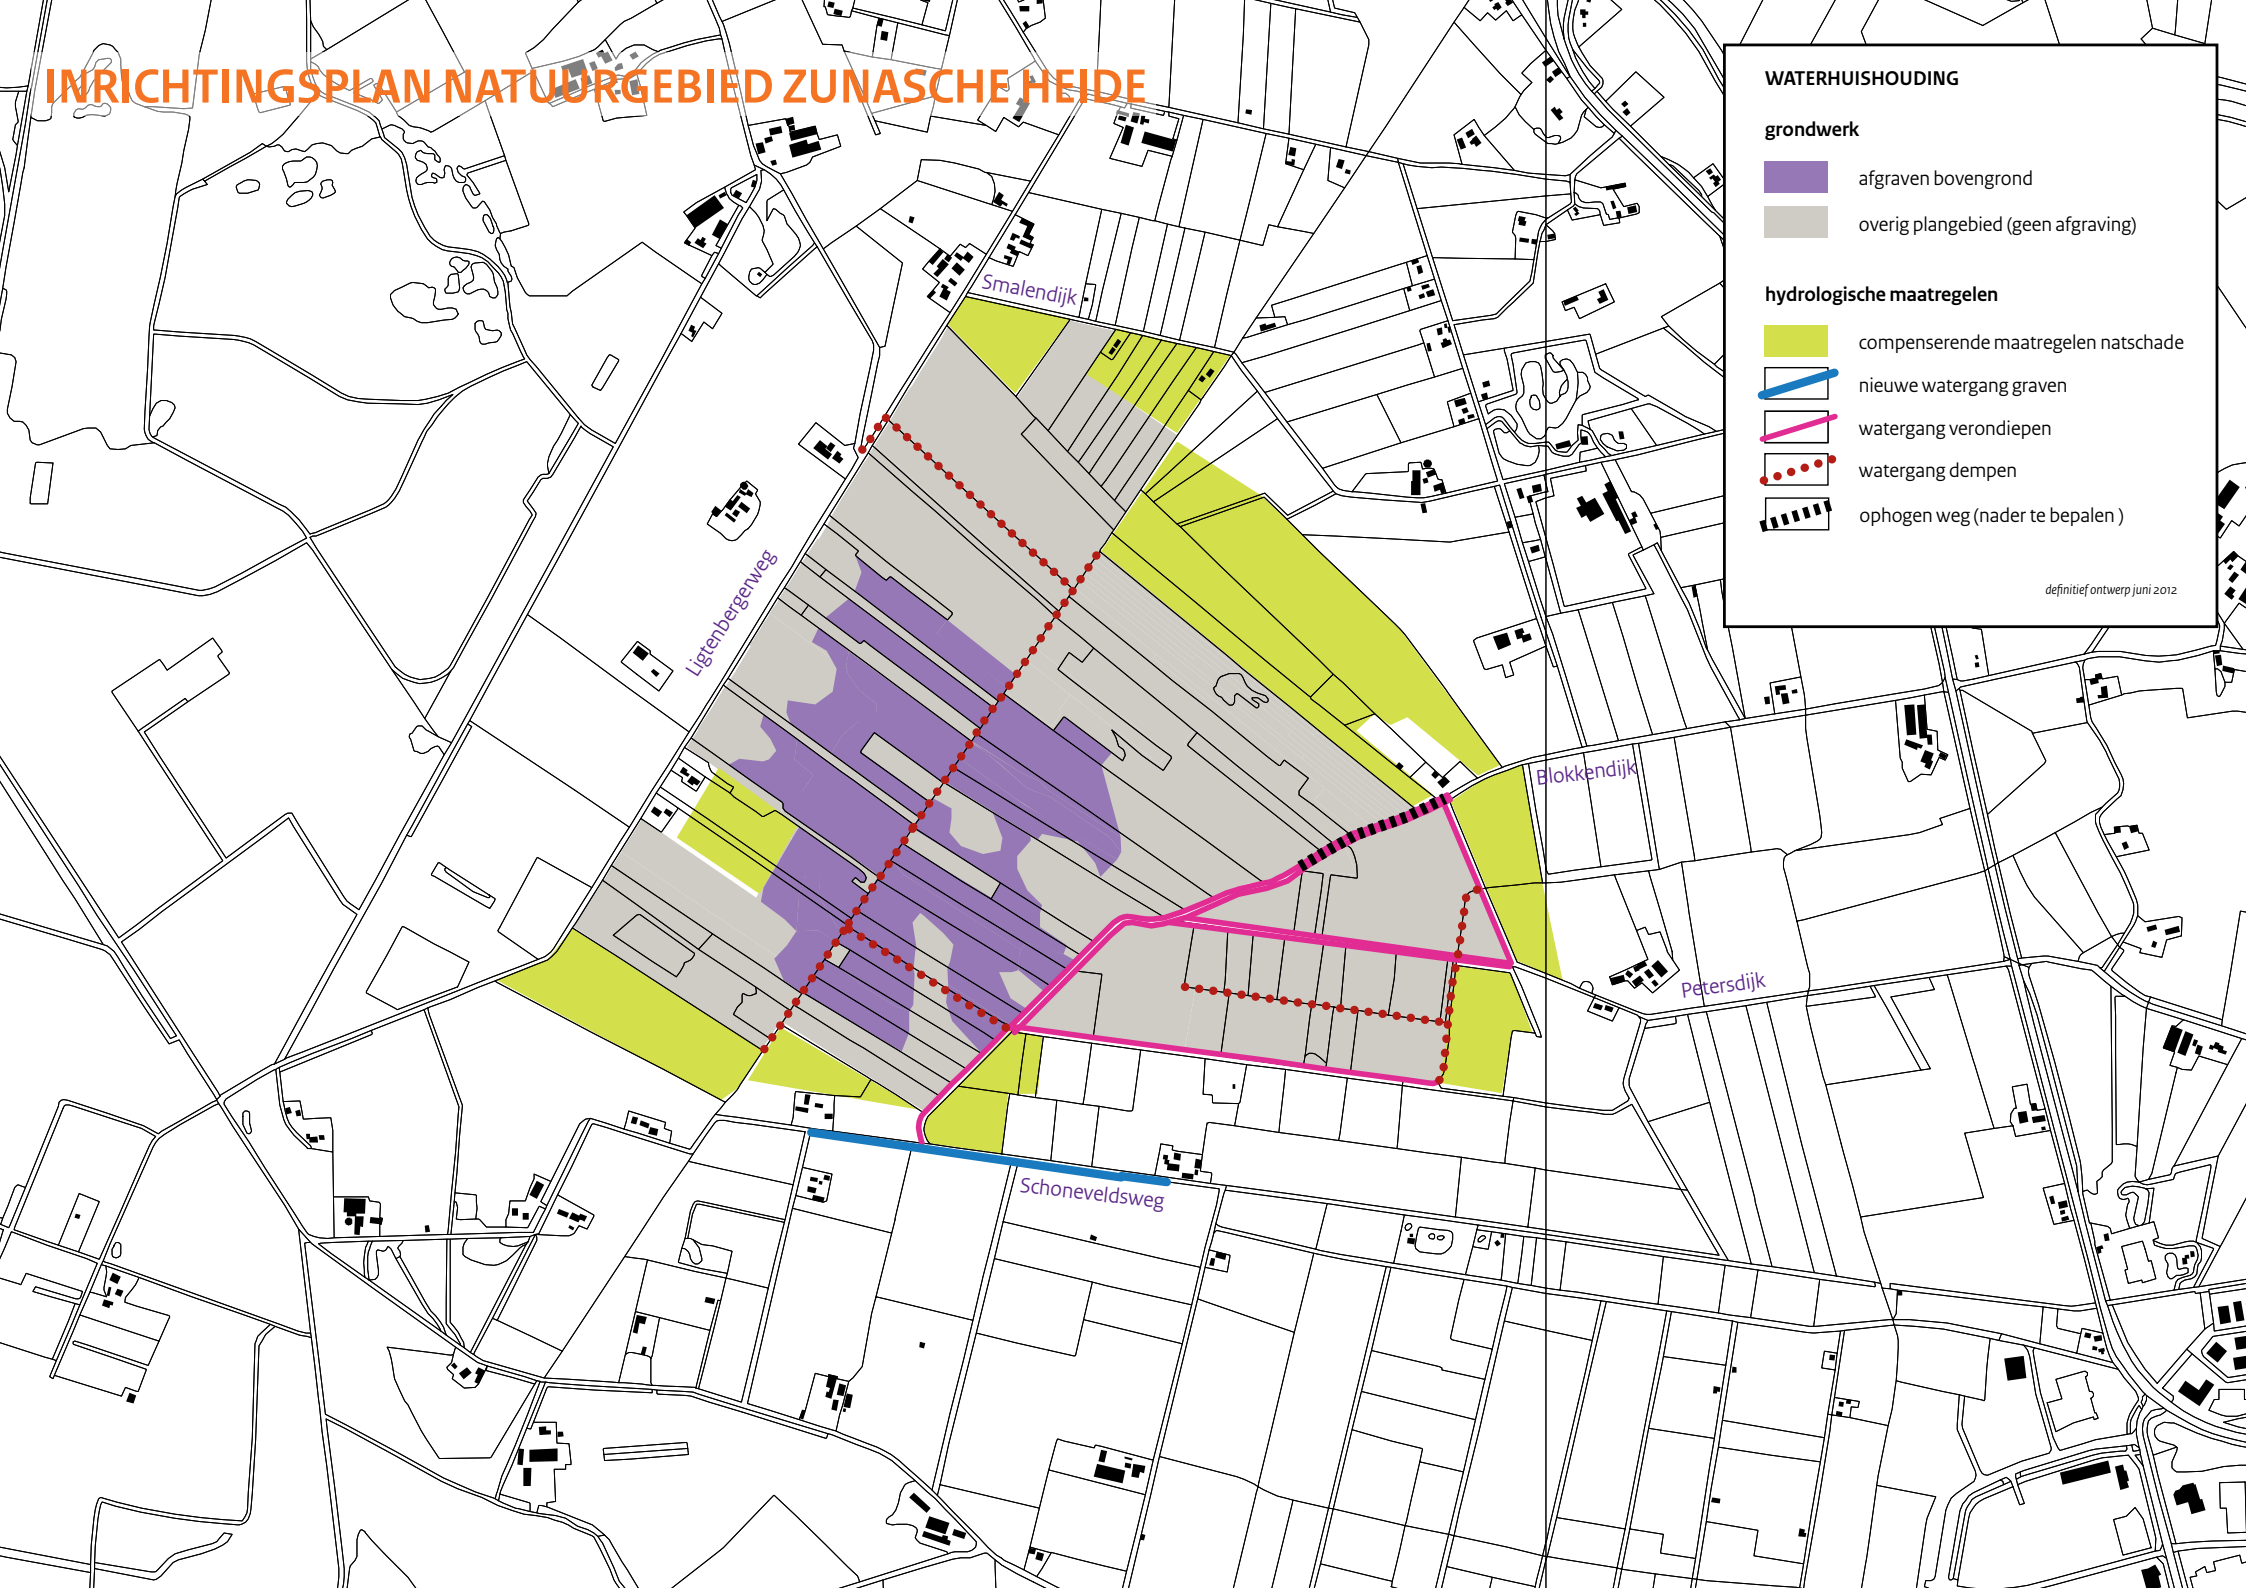 INRICHTINGSPLAN NATUURGEBIED ZUNASCHE HEIDE
WATERHUISHOUDING
grondwerk
afgraven bovengrond
overig plangebied (geen afgraving)
hydrologische maatregelen
compenserende maatregelen natschade
nieuwe watergang graven
watergang verondiepen
watergang dempen
ophogen weg (nader te bepalen )
definitief ontwerp juni 2012
Smalendijk
Ligtenbergerweg
Blokkendijk
Petersdijk
Schoneveldsweg